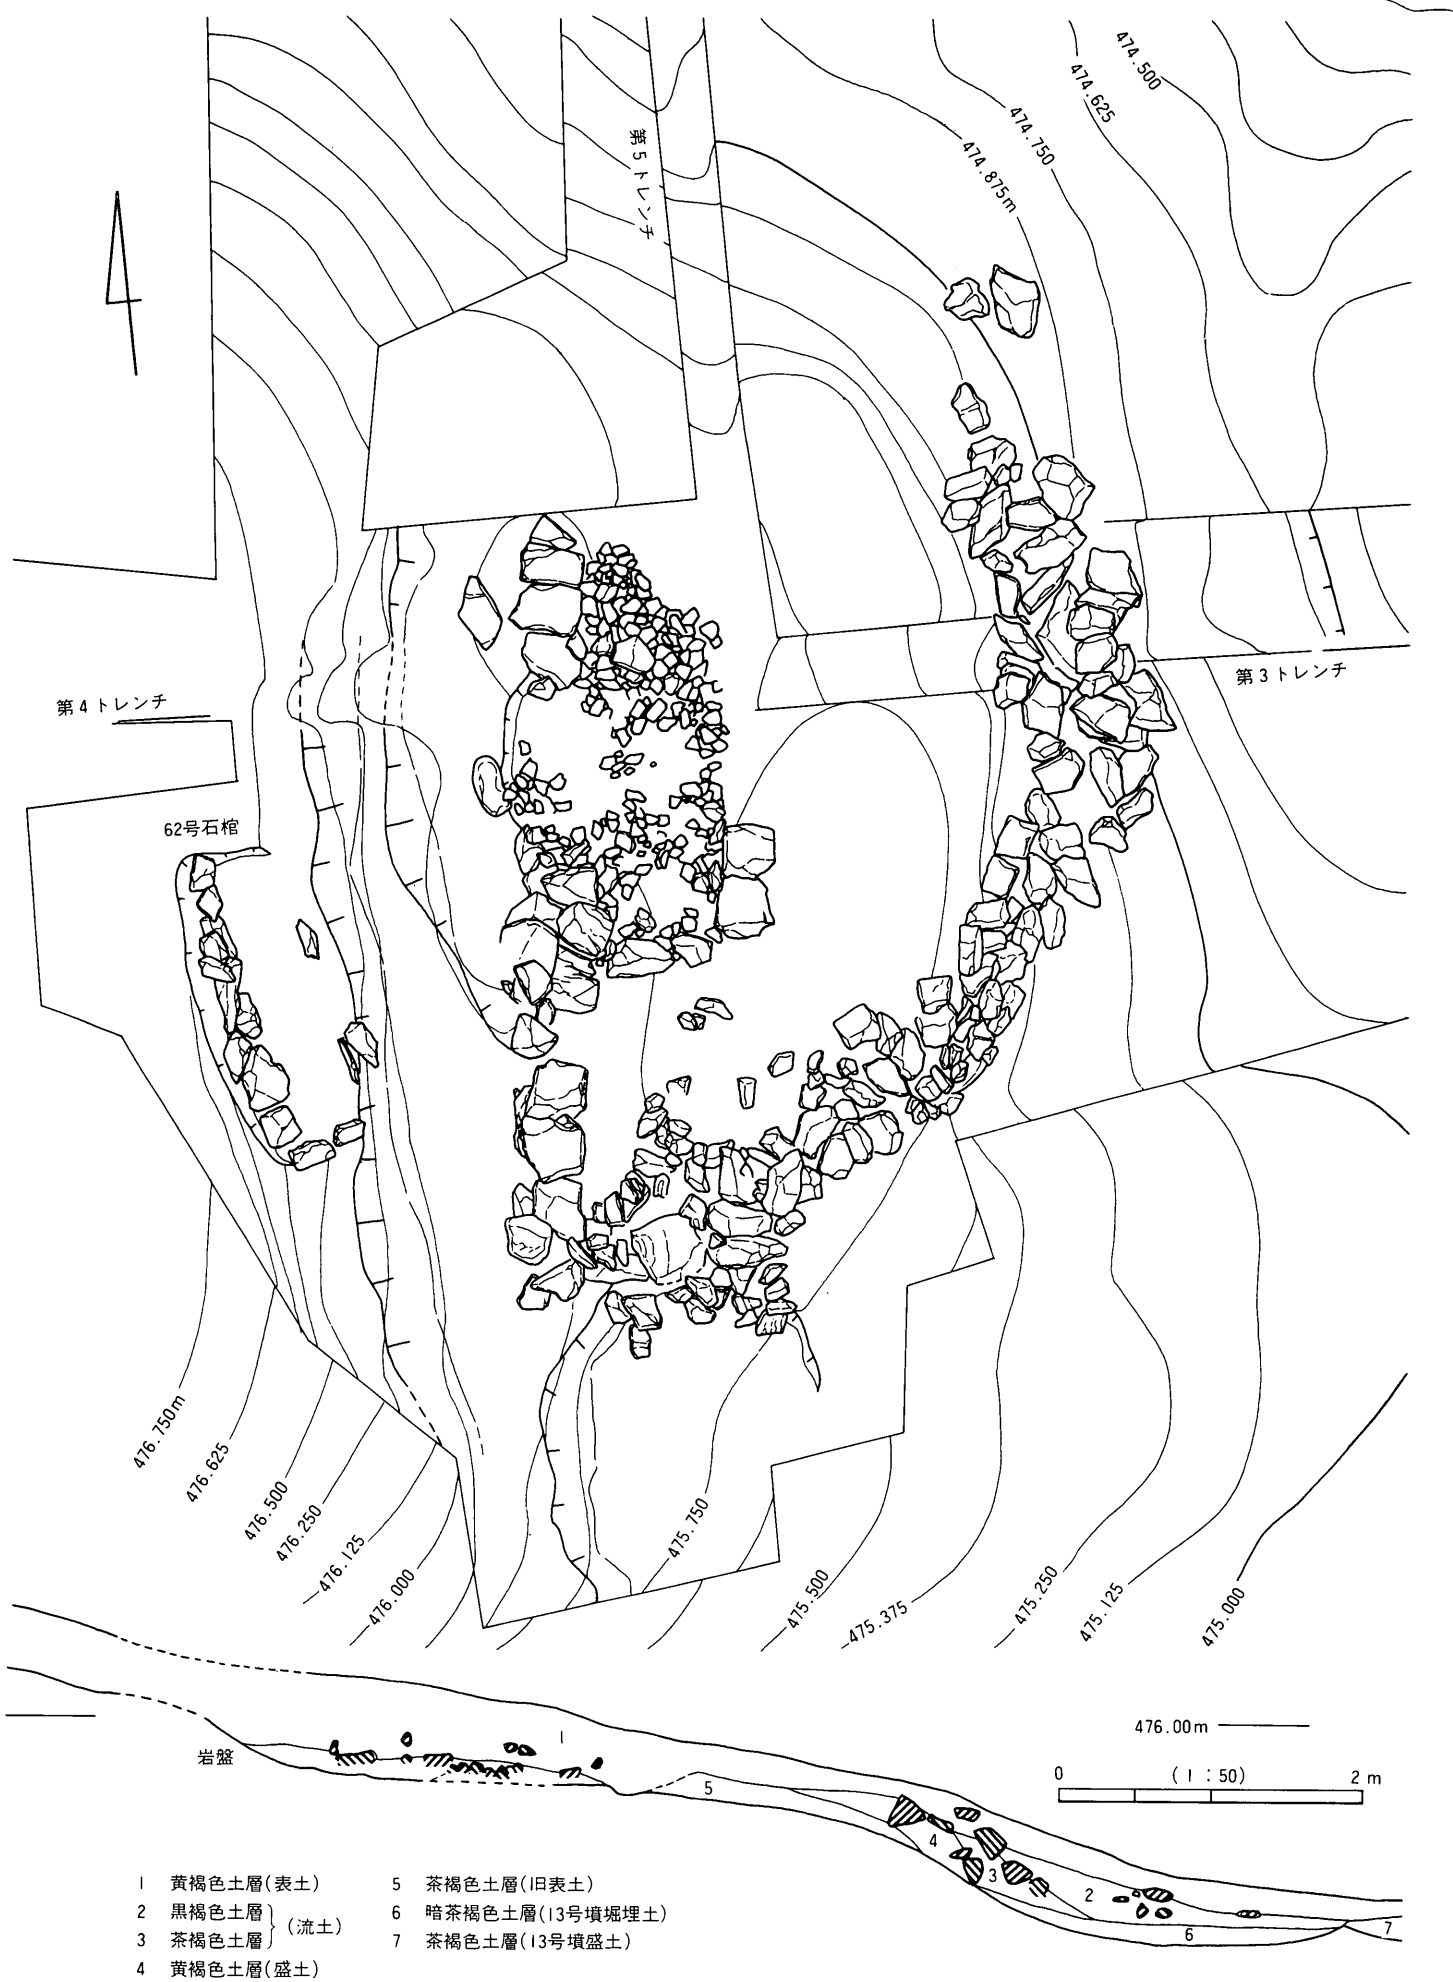 474.500
474.625
474.750
474.875m
第5トレンチ
第3トレンチ
第4トレンチ
62号石棺
476.750m
476.625
476.500
476.250
476.125
476.000
475.750
475.500
475.375
475.250
475.125
475.000
476.00m
岩盤
1
5
4
3
2
6
7
0 (1:50) 2m
1 黄褐色土層(表土)
2 黒褐色土層
3 茶褐色土層
(流土)
4 黄褐色土層(盛土)
5 茶褐色土層(旧表土)
6 暗茶褐色土層(13号墳堀埋土)
7 茶褐色土層(13号墳盛土)